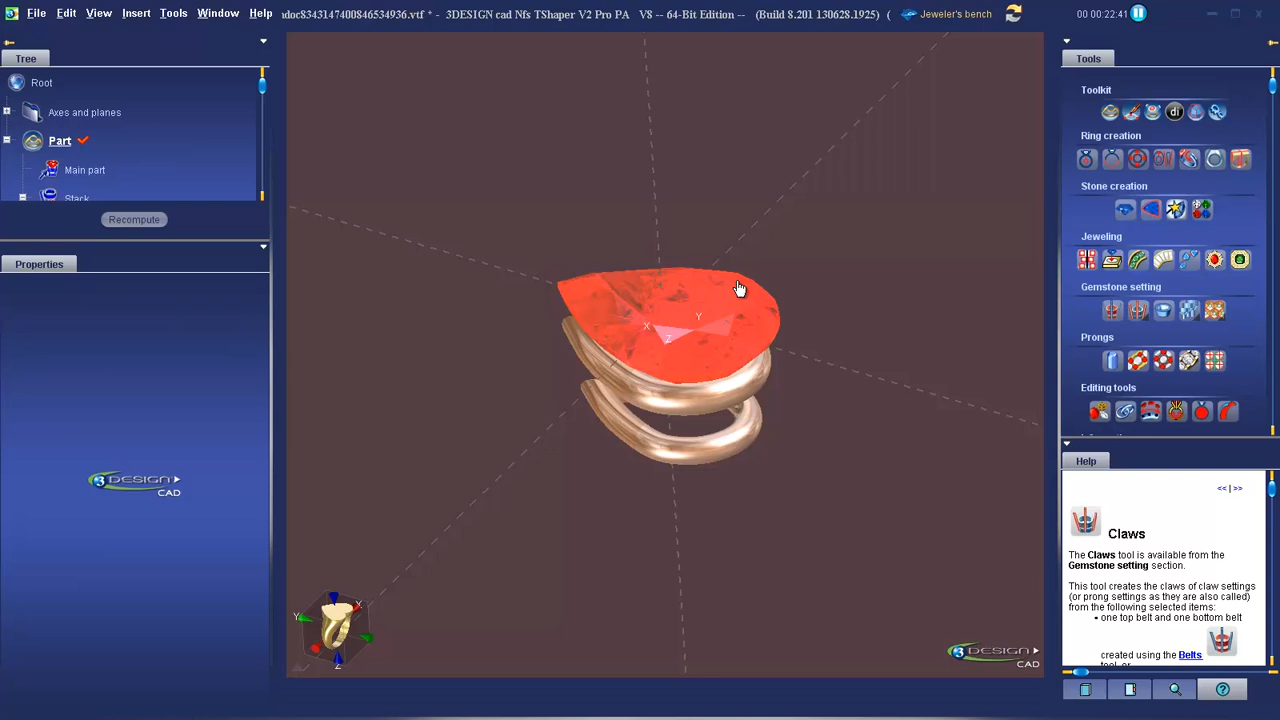 File Edit View Insert Tools Window Help
ndoc8343147400846534936.vtf * - 3DESIGN cad Nfs TShaper V2 Pro PA V8 -- 64-Bit Edition -- (Build 8.201 130628.1925) (
Jeweler's bench
00 00:22:41
Tree
Root
Axes and planes
Part
Main part
Stack
Recompute
Properties
3DESIGN
CAD
X
Y
Z
Y
X
Z
3DESIGN
CAD
Tools
Toolkit
di
Ring creation
Stone creation
Jeweling
Gemstone setting
Prongs
Editing tools
Help
<< | >>
Claws
The Claws tool is available from the
Gemstone setting section.
This tool creates the claws of claw settings
(or prong settings as they are also called)
from the following selected items:
• one top belt and one bottom belt
created using the Belts
tool, or